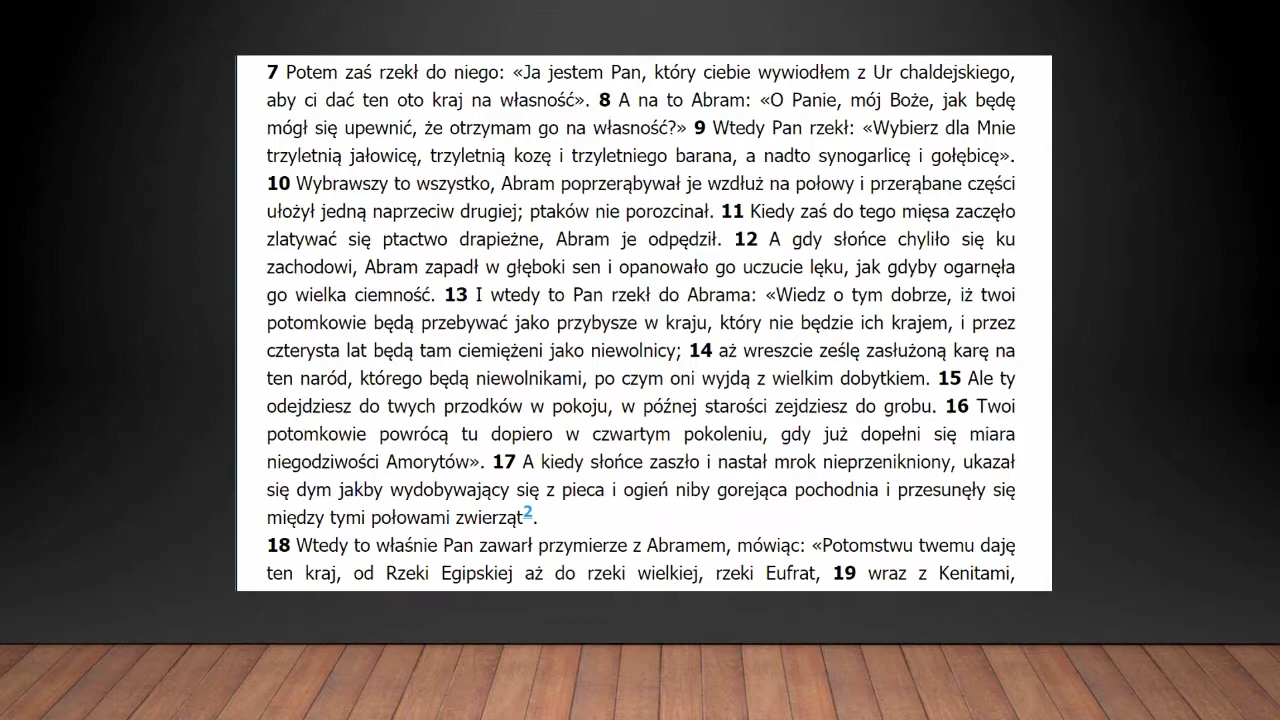 7 Potem zaś rzekł do niego: «Ja jestem Pan, który ciebie wywiodłem z Ur chaldejskiego,
aby ci dać ten oto kraj na własność». 8 A na to Abram: «O Panie, mój Boże, jak będę
mógł się upewnić, że otrzymam go na własność?» 9 Wtedy Pan rzekł: «Wybierz dla Mnie
trzyletnią jałowicę, trzyletnią kozę i trzyletniego barana, a nadto synogarlicę i gołębicę».
10 Wybrawszy to wszystko, Abram poprzerąbywał je wzdłuż na połowy i przerąbane części
ułożył jedną naprzeciw drugiej; ptaków nie porozcinał. 11 Kiedy zaś do tego mięsa zaczęło
zlatywać się ptactwo drapieżne, Abram je odpędził. 12 A gdy słońce chyliło się ku
zachodowi, Abram zapadł w głęboki sen i opanowało go uczucie lęku, jak gdyby ogarnęła
go wielka ciemność. 13 I wtedy to Pan rzekł do Abrama: «Wiedz o tym dobrze, iż twoi
potomkowie będą przebywać jako przybysze w kraju, który nie będzie ich krajem, i przez
czterysta lat będą tam ciemiężeni jako niewolnicy; 14 aż wreszcie ześlę zasłużoną karę na
ten naród, którego będą niewolnikami, po czym oni wyjdą z wielkim dobytkiem. 15 Ale ty
odejdziesz do twych przodków w pokoju, w późnej starości zejdziesz do grobu. 16 Twoi
potomkowie powrócą tu dopiero w czwartym pokoleniu, gdy już dopełni się miara
niegodziwości Amorytów». 17 A kiedy słońce zaszło i nastał mrok nieprzenikniony, ukazał
się dym jakby wydobywający się z pieca i ogień niby gorejąca pochodnia i przesunęły się
między tymi połowami zwierząt2.
18 Wtedy to właśnie Pan zawarł przymierze z Abramem, mówiąc: «Potomstwu twemu daję
ten kraj, od Rzeki Egipskiej aż do rzeki wielkiej, rzeki Eufrat, 19 wraz z Kenitami,